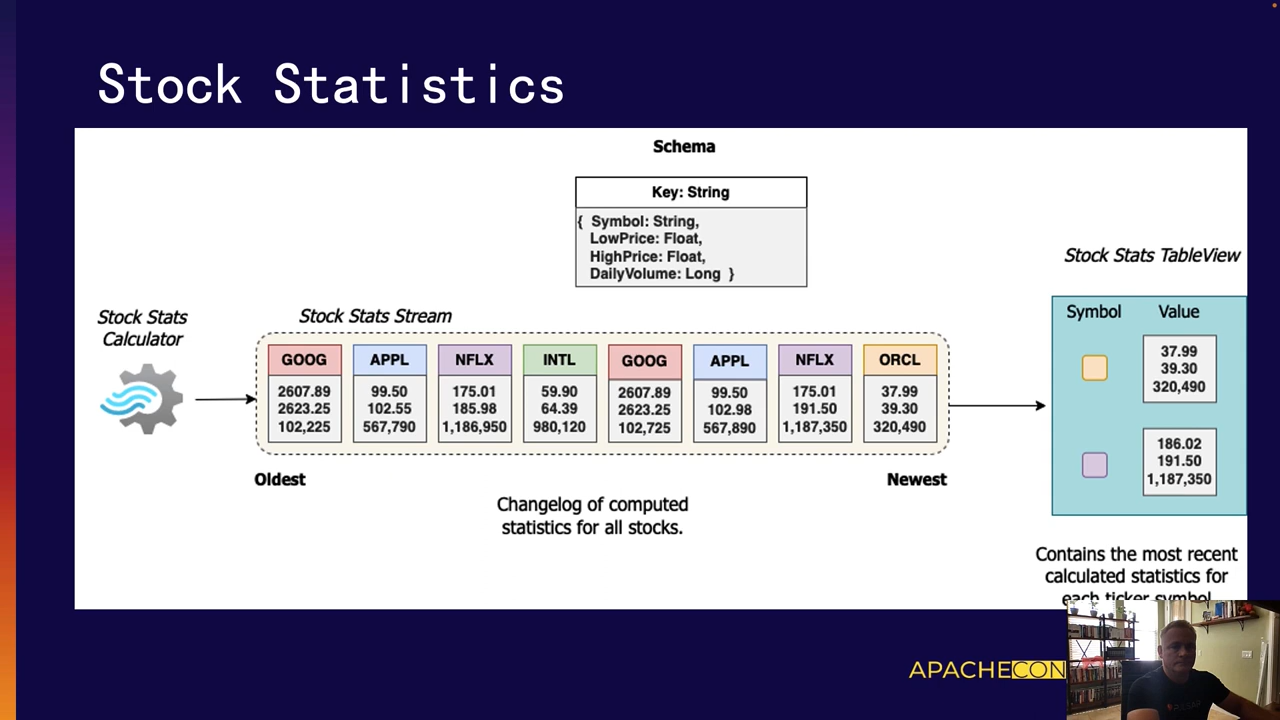 Stock Statistics
Schema
Key: String
{ Symbol: String,
LowPrice: Float,
HighPrice: Float,
DailyVolume: Long }
Stock Stats TableView
Symbol Value
37.99
39.30
320,490
186.02
191.50
1,187,350
Stock Stats
Calculator
Stock Stats Stream
GOOG APPL NFLX INTL GOOG APPL NFLX ORCL
2607.89 99.50 175.01 59.90 2607.89 99.50 175.01 37.99
2623.25 102.55 185.98 64.39 2623.25 102.98 191.50 39.30
102,225 567,790 1,186,950 980,120 102,725 567,890 1,187,350 320,490
Oldest
Newest
Changelog of computed
statistics for all stocks.
Contains the most recent
calculated statistics for
each ticker symbol
APACHECON